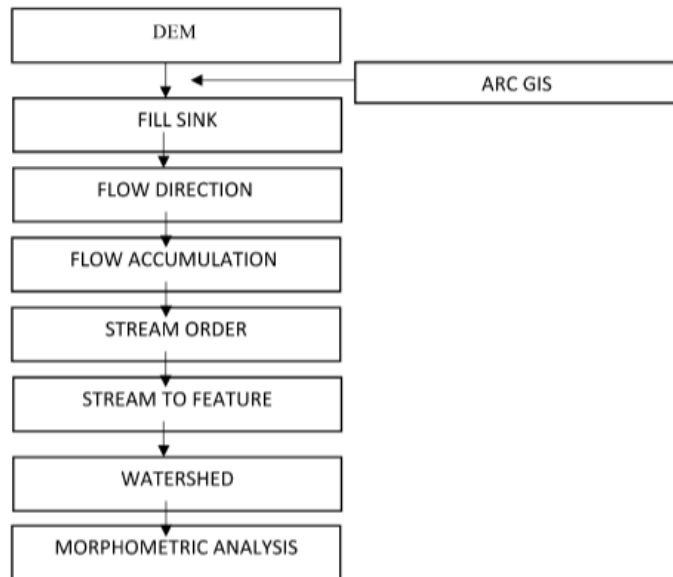 DEM
ARC GIS
FILL SINK
FLOW DIRECTION
FLOW ACCUMULATION
STREAM ORDER
STREAM TO FEATURE
WATERSHED
MORPHOMETRIC ANALYSIS